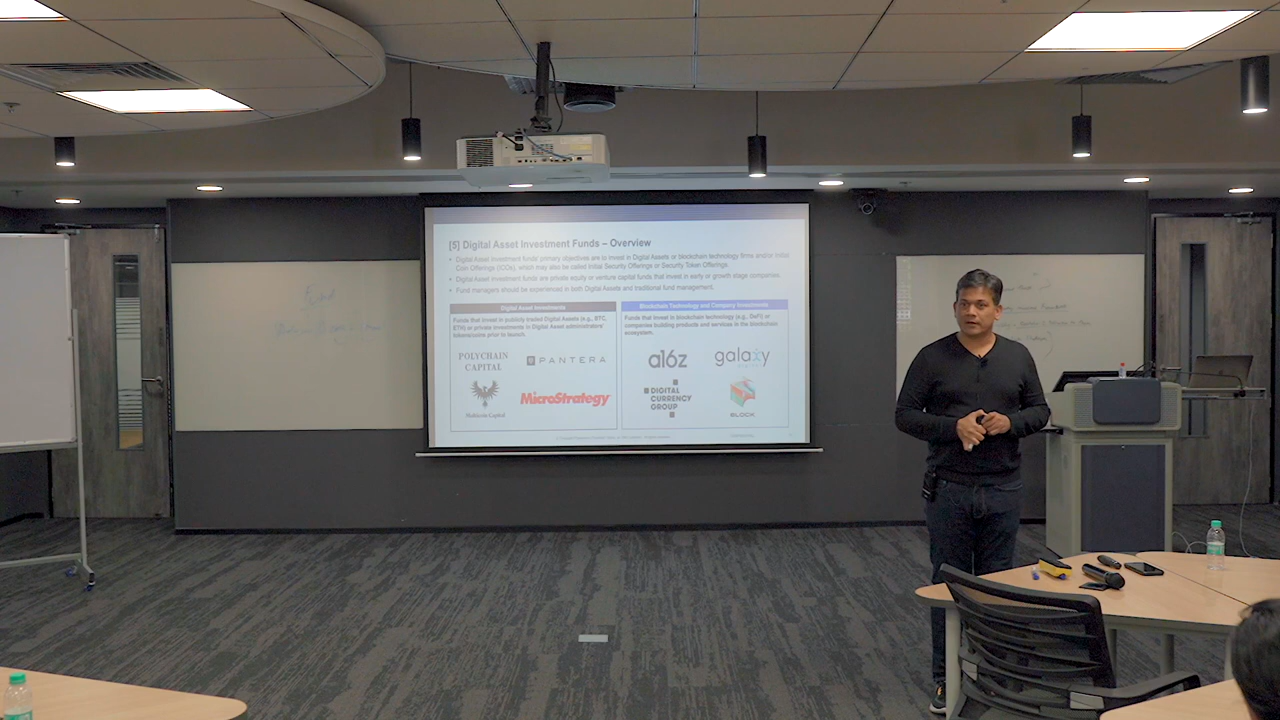 [5] Digital Asset Investment Funds – Overview
• Digital Asset investment funds' primary objectives are to invest in Digital Assets or blockchain technology firms and/or Initial
Coin Offerings (ICOs), which may also be called Initial Security Offerings or Security Token Offerings.
• Digital Asset investment funds are private equity or venture capital funds that invest in early or growth stage companies.
• Fund managers should be experienced in both Digital Assets and traditional fund management.
Digital Asset Investments
Funds that invest in publicly traded Digital Assets (e.g., BTC,
ETH) or private investments in Digital Asset administrators'
tokens/coins prior to launch.
POLYCHAIN
CAPITAL
PANTERA
Multicoin Capital
MicroStrategy
Blockchain Technology and Company Investments
Funds that invest in blockchain technology (e.g., DeFi) or
companies building products and services in the blockchain
ecosystem.
a16z
galaxy
DIGITAL
CURRENCY
GROUP
BLOCK
Fund